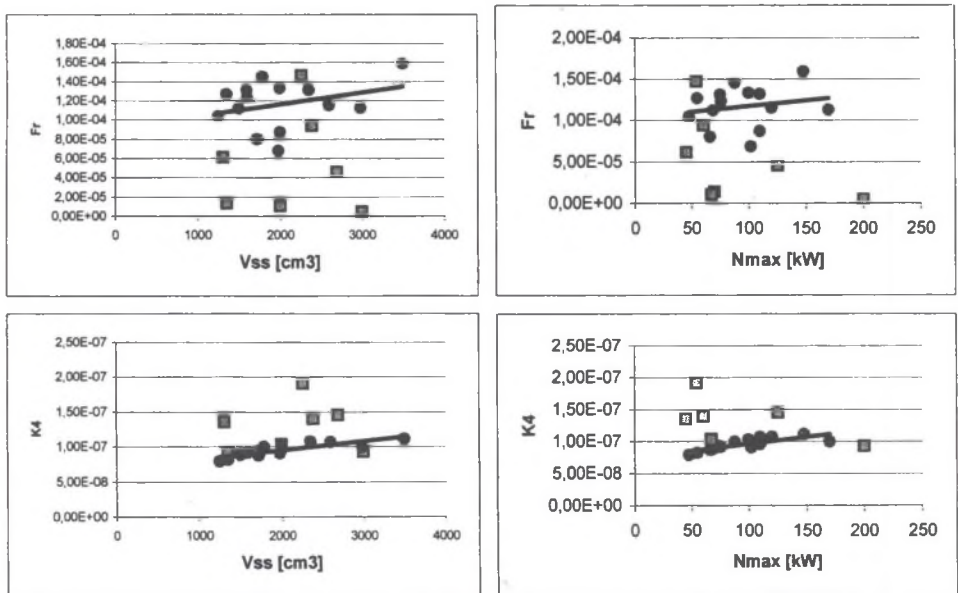 1,80E-04
1,60E-04
1,40E-04
1,20E-04
1,00E-04
8,00E-05
6,00E-05
4,00E-05
2,00E-05
0,00E+00
Fr
0 1000 2000 3000 4000
Vss [cm3]
2,00E-04
1,50E-04
1,00E-04
5,00E-05
0,00E+00
Fr
0 50 100 150 200 250
Nmax [kW]
2,50E-07
2,00E-07
1,50E-07
1,00E-07
5,00E-08
0,00E+00
K4
0 1000 2000 3000 4000
Vss [cm3]
2,50E-07
2,00E-07
1,50E-07
1,00E-07
5,00E-08
0,00E+00
K4
0 50 100 150 200 250
Nmax [kW]